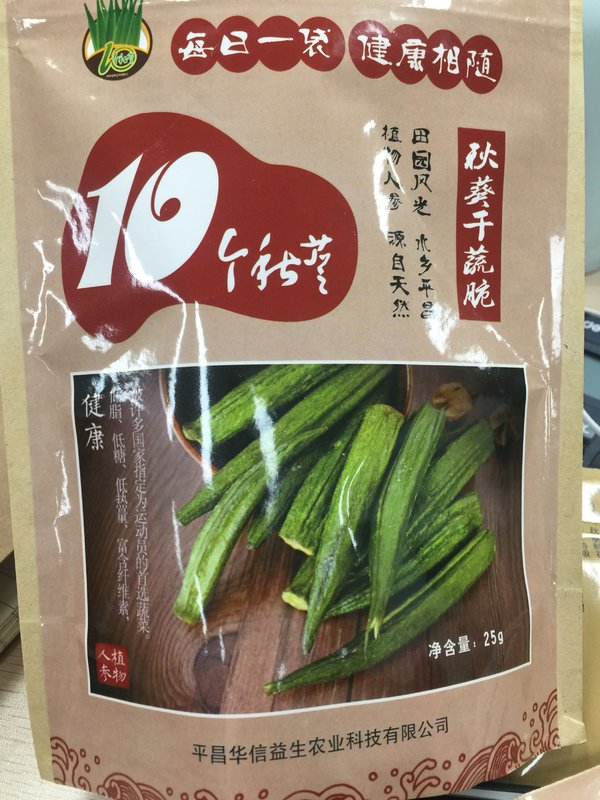 每日一袋 健康相随
10个秋葵
秋葵干蔬脆
田园风光 水乡平昌
植物人参 源自天然
健康
被许多国家指定为运动员的首选蔬菜。
低脂、低糖、低热量、富含纤维素、
植物
人参
净含量：25g
平昌华信益生农业科技有限公司